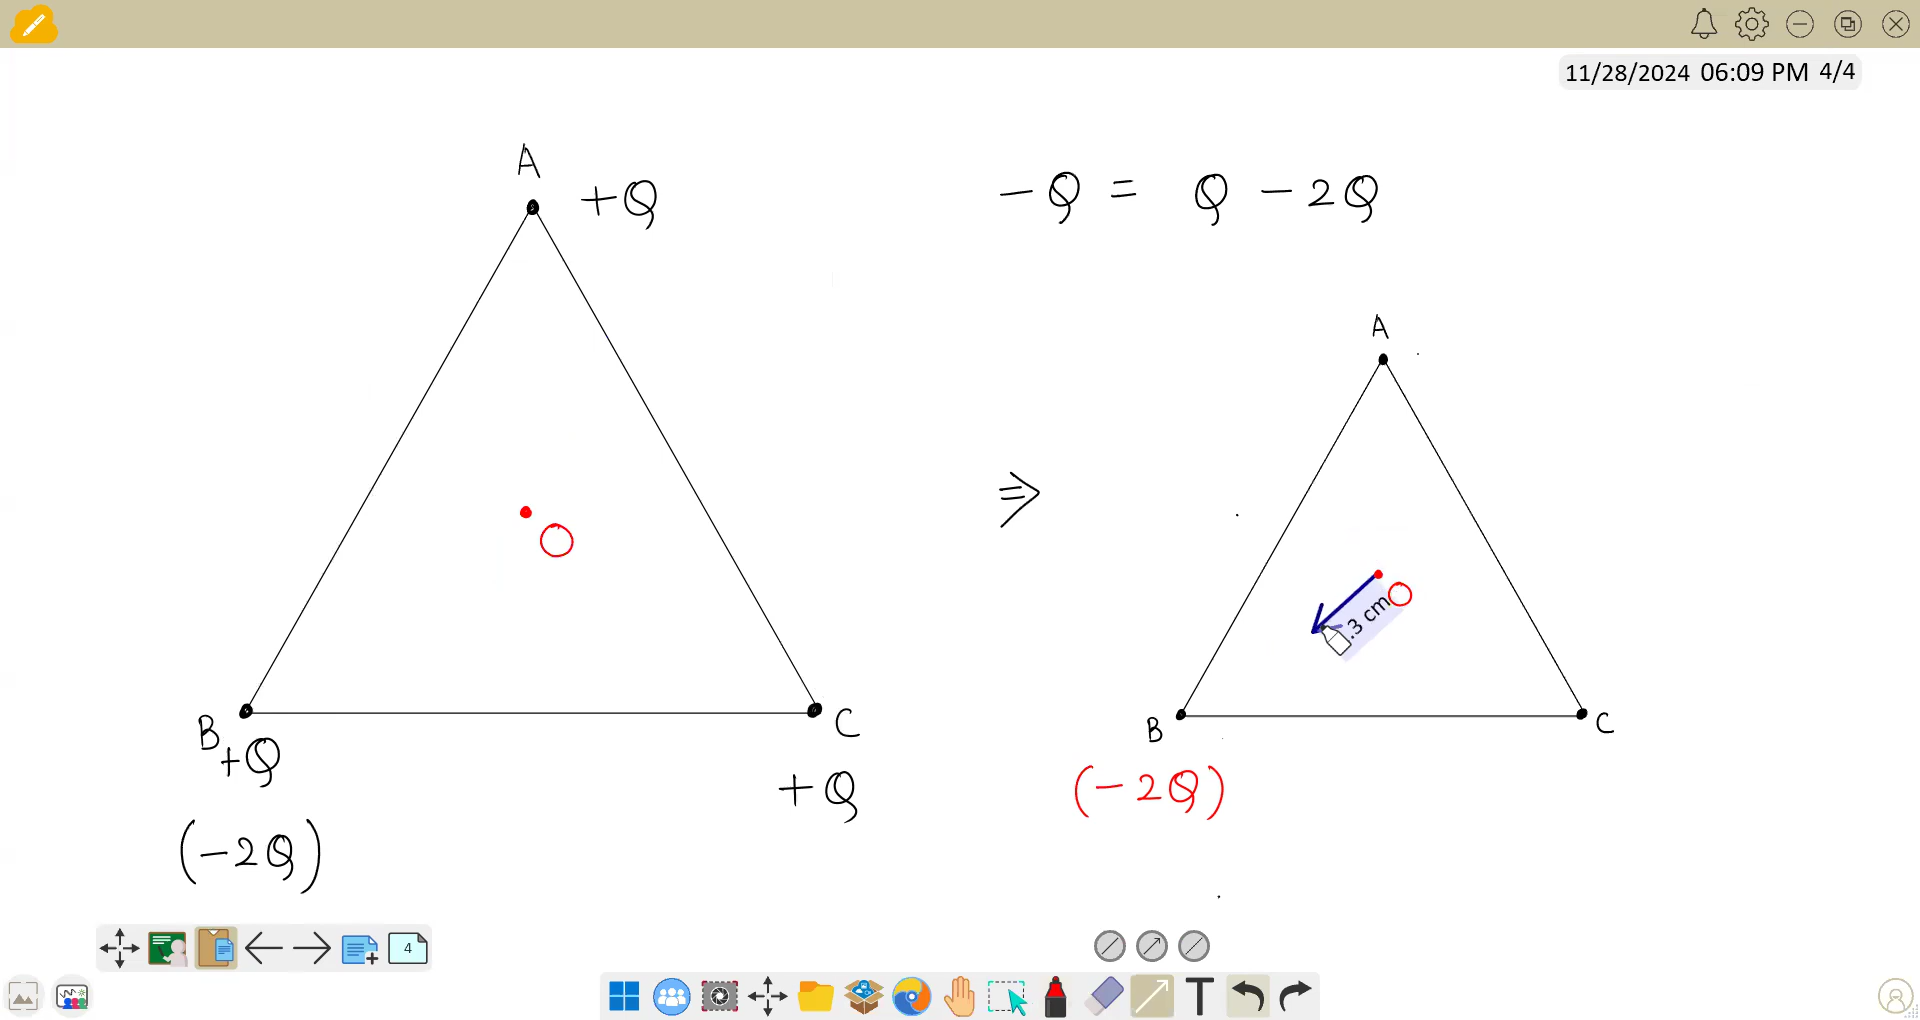 11/28/2024 06:09 PM 4/4
A
+Q
-Q = Q - 2Q
A
O
⇒
O
.3 cm
B
+Q
C
+Q
(-2Q)
B
C
(-2Q)
4
T